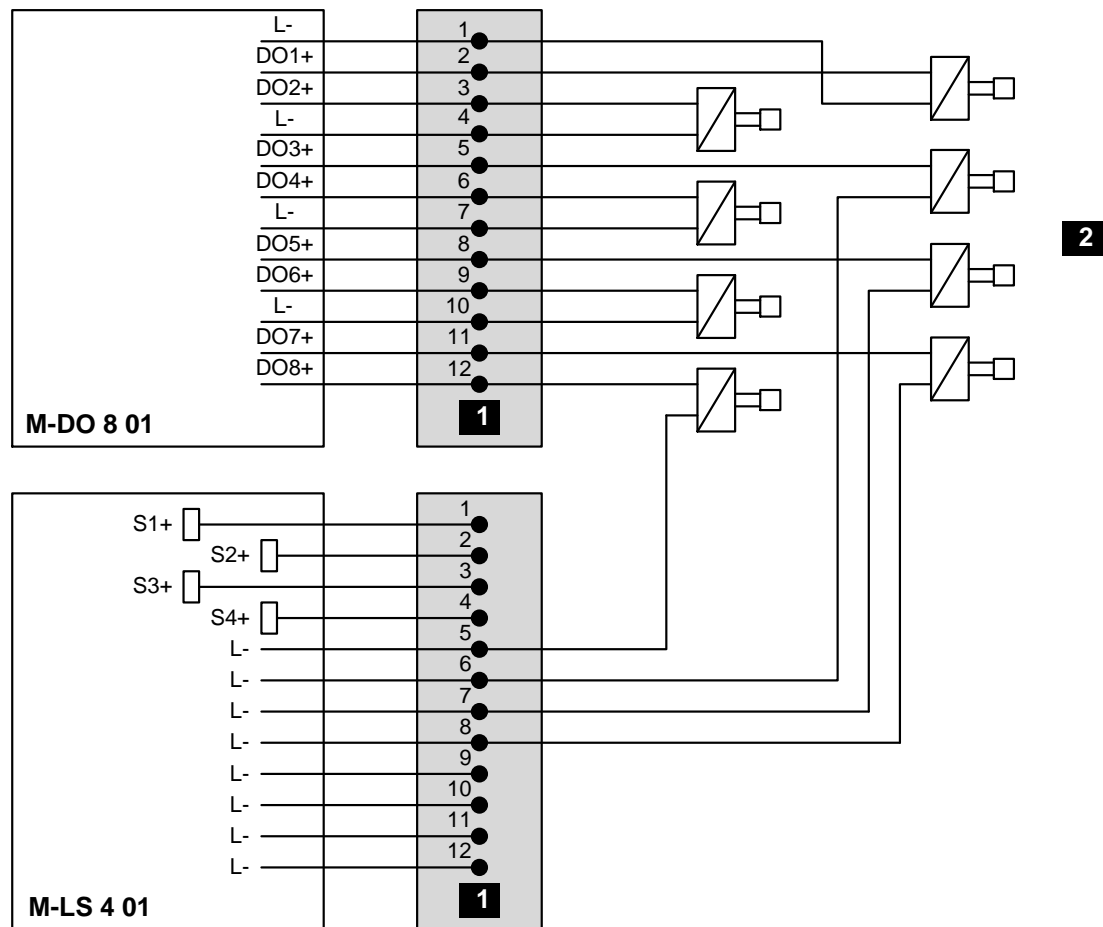 L- 1
DO1+ 2
DO2+ 3
L- 4
DO3+ 5
DO4+ 6
L- 7
DO5+ 8
DO6+ 9
L- 10
DO7+ 11
DO8+ 12
M-DO 8 01
1
2
S1+ 1
S2+ 2
S3+ 3
S4+ 4
L- 5
L- 6
L- 7
L- 8
L- 9
L- 10
L- 11
L- 12
M-LS 4 01
1